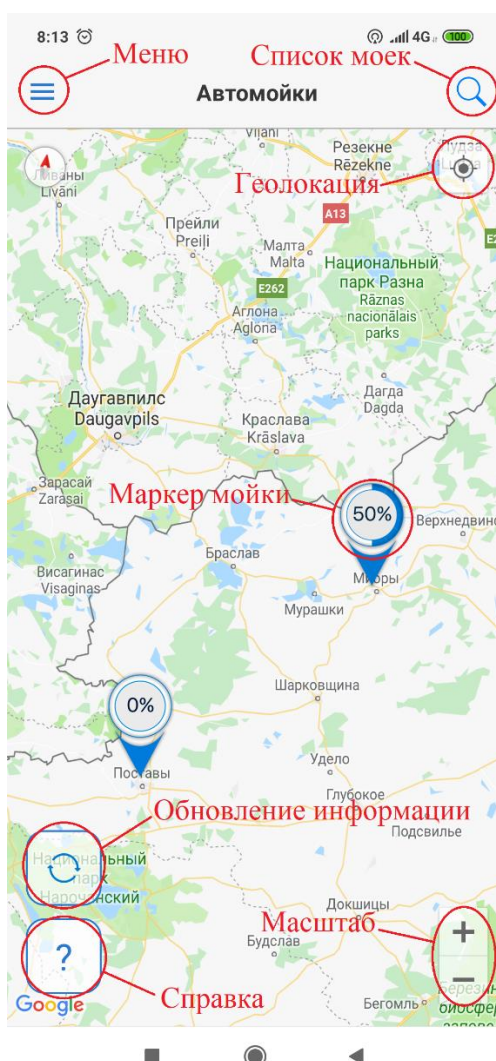 8:13 4G 100
Меню
Список моек
Автомойки
Viļāni
Резекне
Rēzekne
Ливаны
Līvāni
Геолокация
A13
Прейли
Preiļi
Малта
Malta
Национальный
парк Разна
Rāznas
nacionālais
parks
E262
Аглона
Aglona
Даугавпилс
Daugavpils
Дагда
Dagda
Краслава
Krāslava
Зарасай
Zarasai
Маркер мойки
50%
Верхнедвинс
Браслав
Миоры
Висагинас
Visaginas
Мурашки
Шарковщина
0%
Удело
Поставы
Глубокое
Обновление информации
Подсвилье
Национальный
парк
Нарочанский
Докшицы
Масштаб
+
Будслав
?
−
Справка
Google
Бегомль